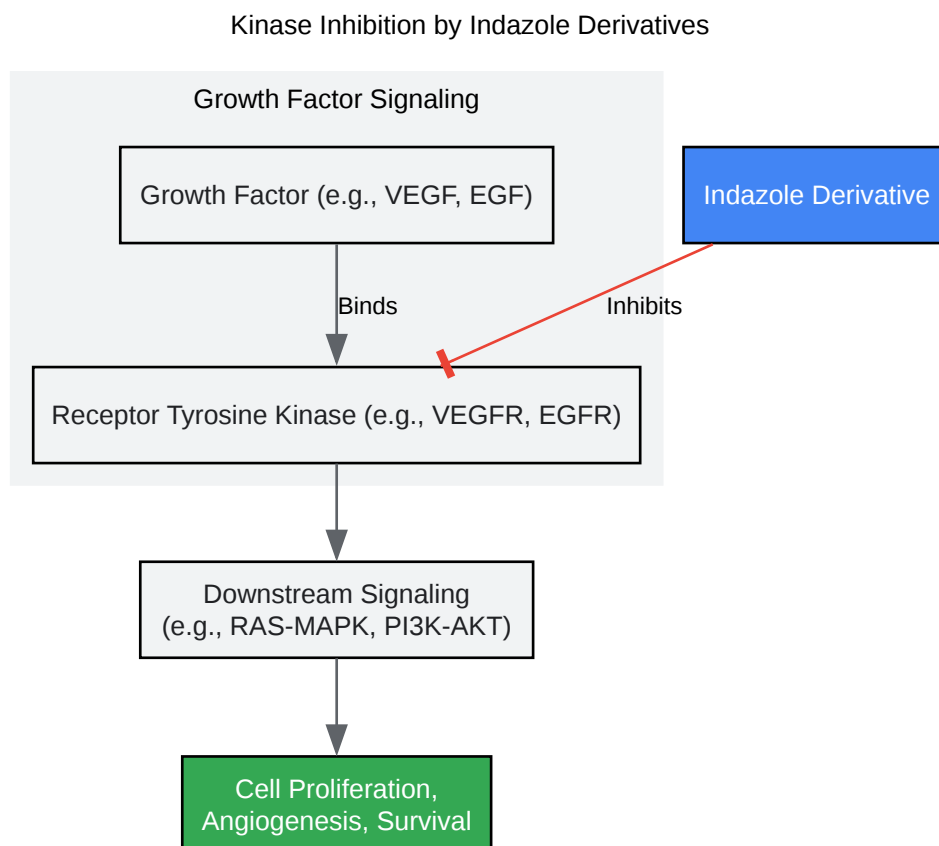 Kinase Inhibition by Indazole Derivatives
Growth Factor Signaling
Growth Factor (e.g., VEGF, EGF)
Indazole Derivative
Binds
Inhibits
Receptor Tyrosine Kinase (e.g., VEGFR, EGFR)
Downstream Signaling
(e.g., RAS-MAPK, PI3K-AKT)
Cell Proliferation,
Angiogenesis, Survival